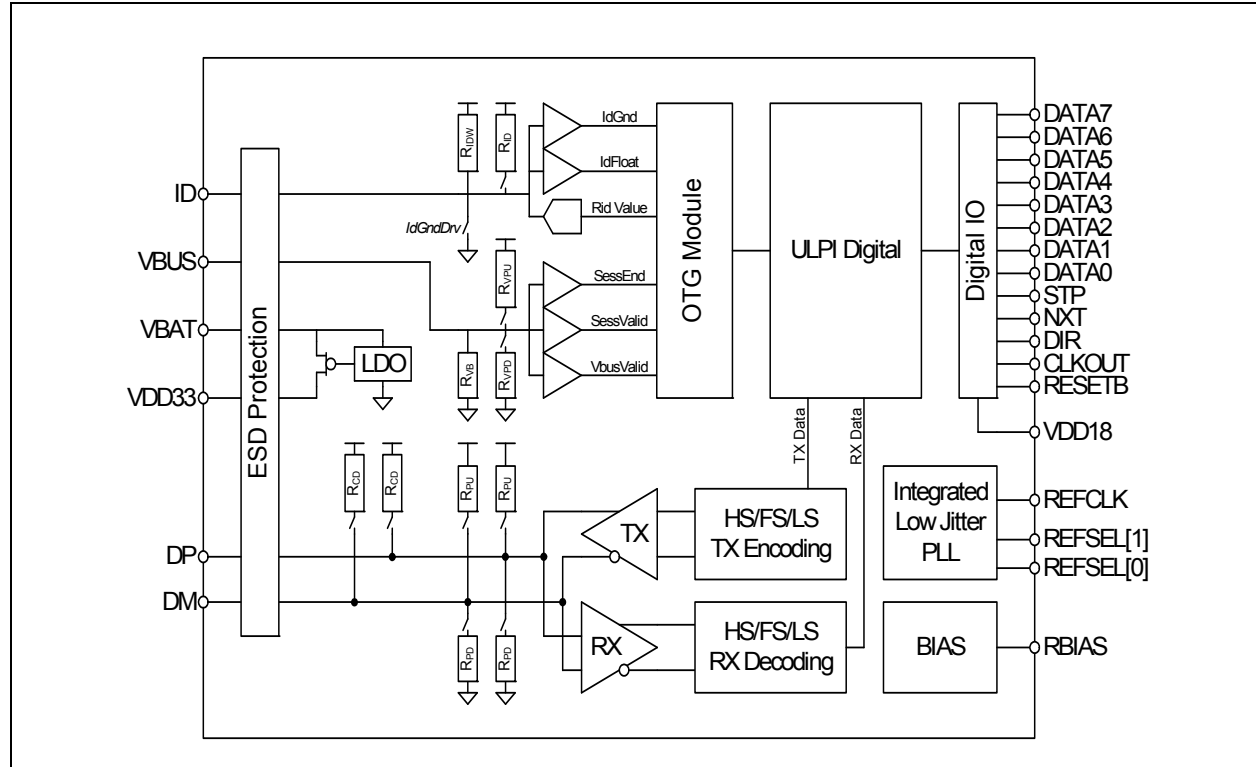 ID
VBUS
VBAT
VDD33
DP
DM
ESD Protection
LDO
RIDW
RID
IdGndDrv
RVPU
RVB
RVPD
RCD
RCD
RPU
RPU
RPD
RPD
IdGnd
IdFloat
Rid Value
SessEnd
SessValid
VbusValid
OTG Module
ULPI Digital
Digital IO
TX Data
RX Data
TX
HS/FS/LS
TX Encoding
RX
HS/FS/LS
RX Decoding
Integrated
Low Jitter
PLL
BIAS
DATA7
DATA6
DATA5
DATA4
DATA3
DATA2
DATA1
DATA0
STP
NXT
DIR
CLKOUT
RESETB
VDD18
REFCLK
REFSEL[1]
REFSEL[0]
RBIAS